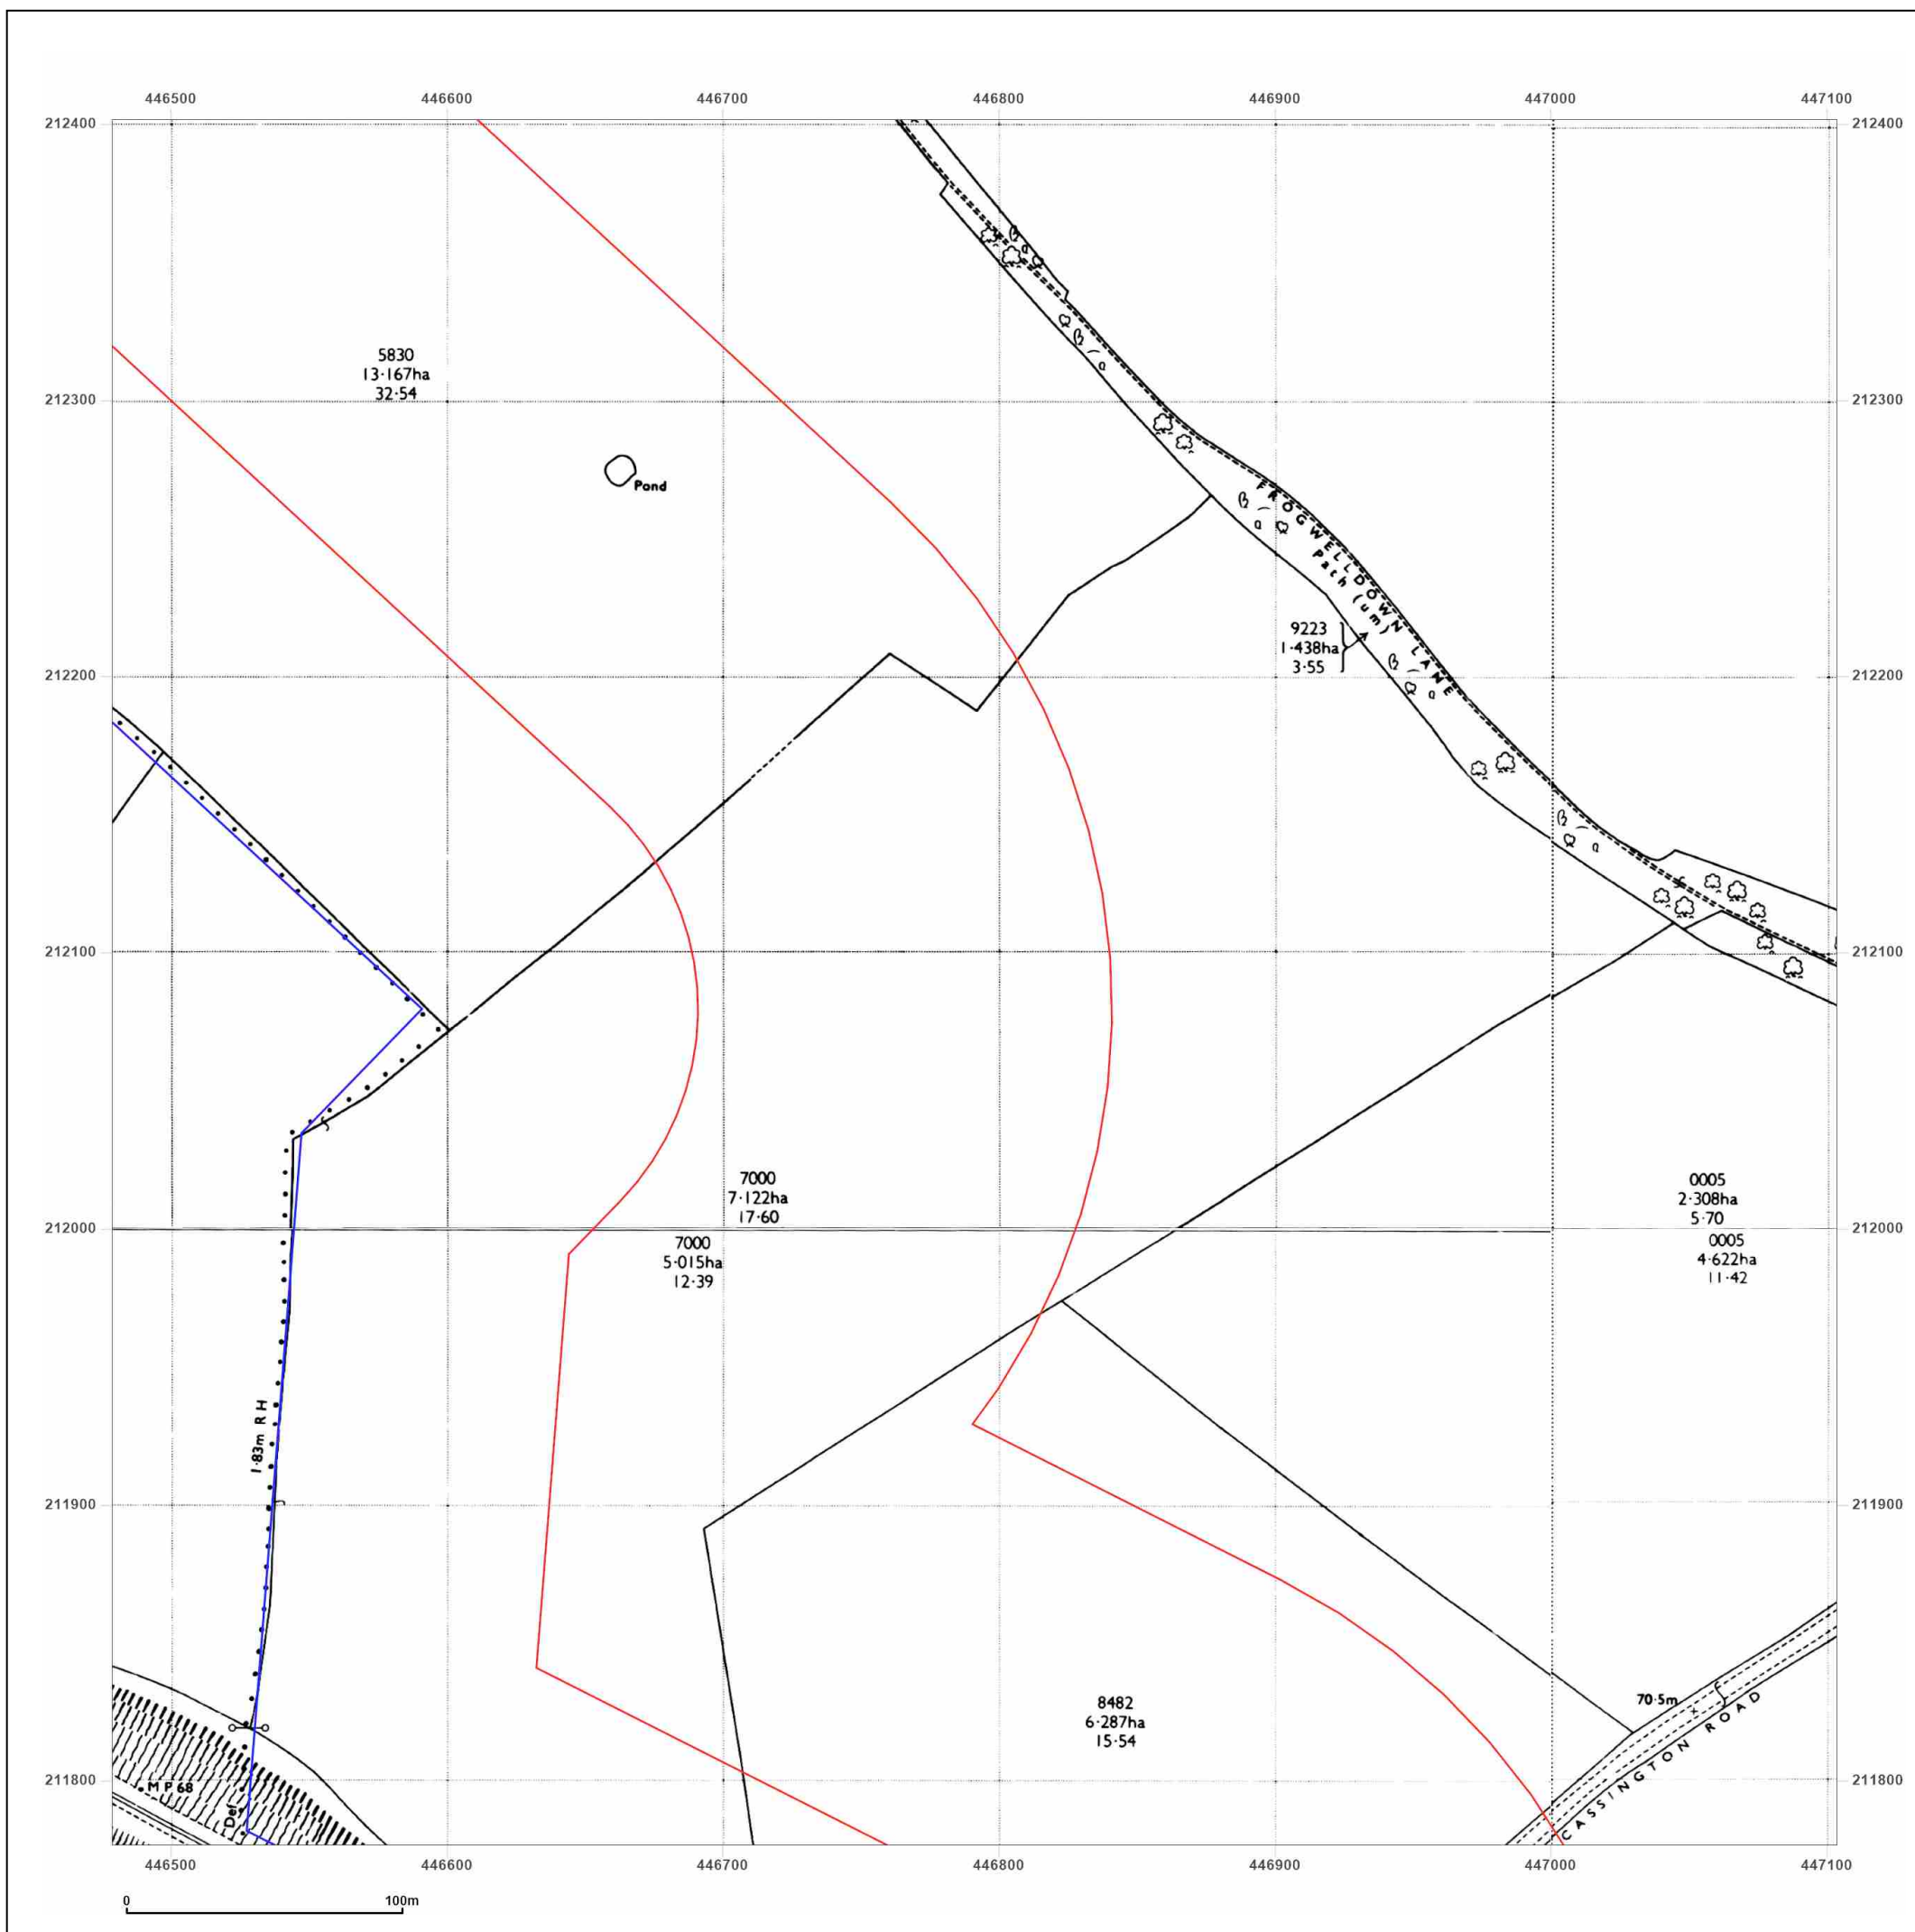 446500 446600 446700 446800 446900 447000 447100
212400 212400
5830
13·167ha
32·54
212300 212300
Pond
FROGWELLDOWN LANE
Path (um)
9223
1·438ha
3·55
212200 212200
212100 212100
7000
7·122ha
17·60
0005
2·308ha
5·70
212000 212000
7000
5·015ha
12·39
0005
4·622ha
11·42
1·83m RH
211900 211900
8482
6·287ha
15·54
70·5m
CASSINGTON ROAD
211800 211800
MP 68
Def
446500 446600 446700 446800 446900 447000 447100
0 100m